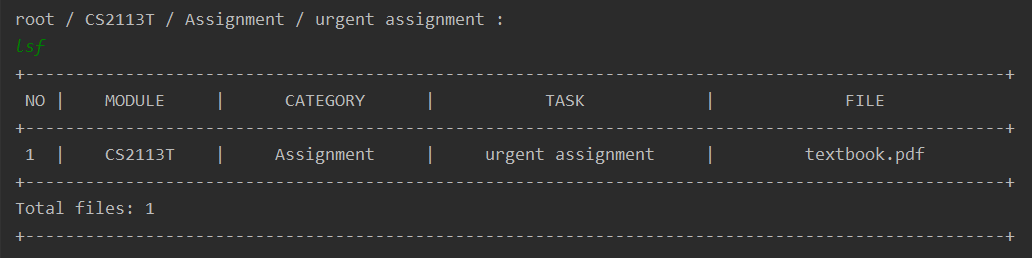 root / CS2113T / Assignment / urgent assignment :
lsf
+--------------------------------------------------------------------------------------------------+
NO | MODULE | CATEGORY | TASK | FILE
+--------------------------------------------------------------------------------------------------+
1 | CS2113T | Assignment | urgent assignment | textbook.pdf
+--------------------------------------------------------------------------------------------------+
Total files: 1
+--------------------------------------------------------------------------------------------------+